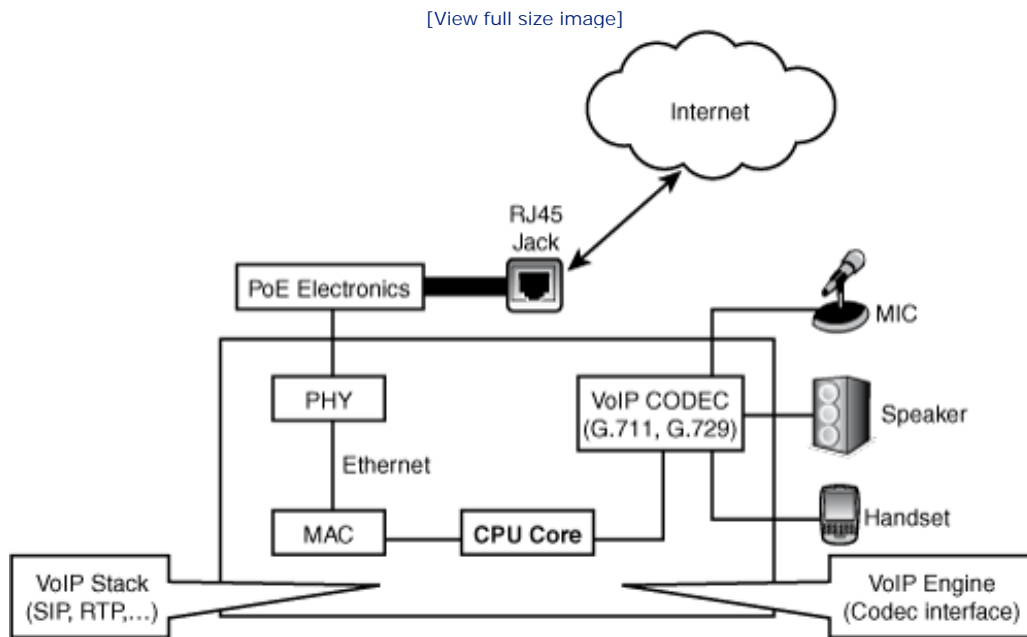 [View full size image]
Internet
RJ45
Jack
PoE Electronics
MIC
PHY
VoIP CODEC
(G.711, G.729)
Speaker
Ethernet
MAC
CPU Core
Handset
VoIP Stack
(SIP, RTP,...)
VoIP Engine
(Codec interface)